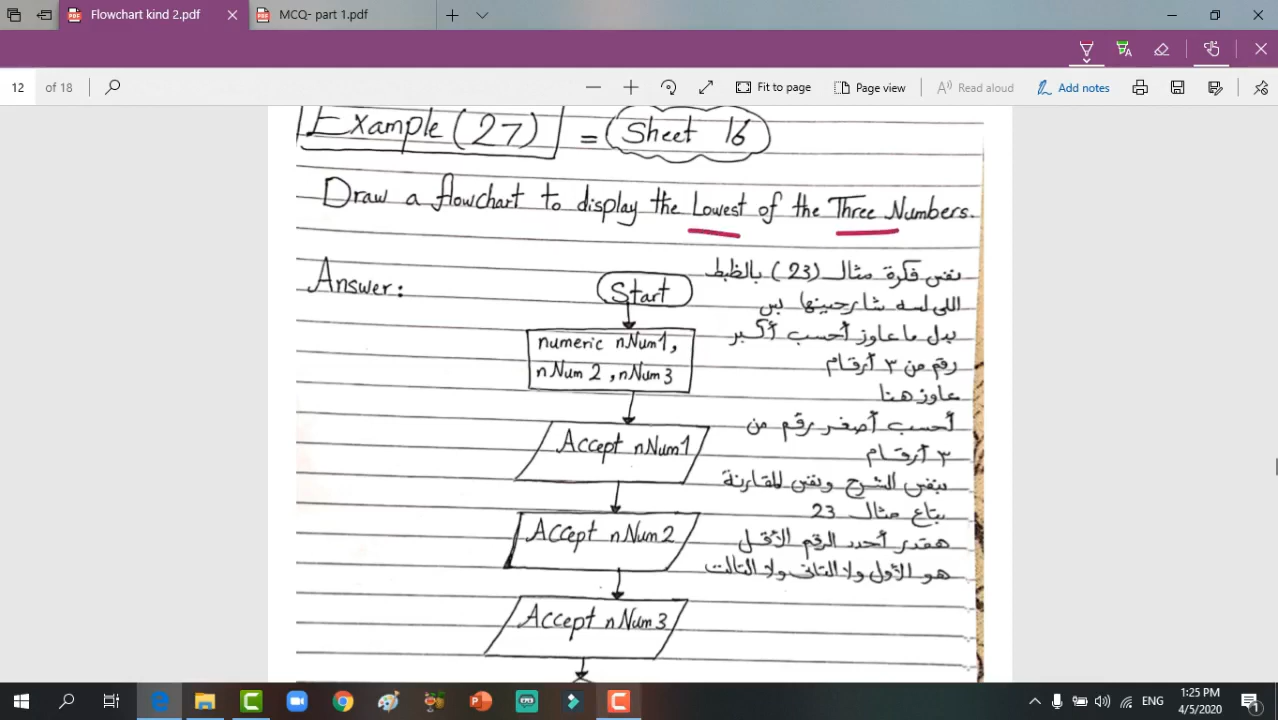 Flowchart kind 2.pdf
MCQ- part 1.pdf
12 of 18
Fit to page
Page view
Read aloud
Add notes
Example (27) = Sheet 16
Draw a flowchart to display the Lowest of the Three Numbers.
Answer:
Start
numeric nNum1,
nNum 2 , nNum 3
Accept nNum1
Accept nNum2
Accept nNum3
نفس فكرة مثال (23) بالظبط
اللى لسه شارحينها بس
بدل ما عاوز أحسب أكبر
رقم من ٣ أرقام
عاوز هنا
أحسب أصغر رقم من
٣ أرقام
بنفس الشرح ونفس المقارنة
بتاع مثال 23
هقدر أحدد الرقم الأقل
هو الأول ولا التانى ولا التالت
ENG
1:25 PM
4/5/2020
1